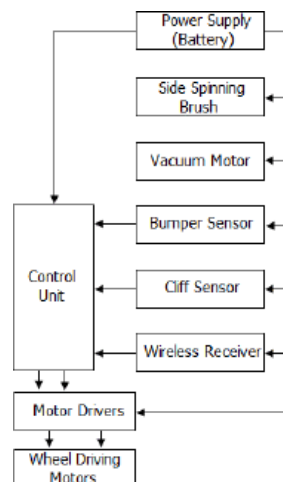 Power Supply
(Battery)
Side Spinning
Brush
Vacuum Motor
Bumper Sensor
Control
Unit
Cliff Sensor
Wireless Receiver
Motor Drivers
Wheel Driving
Motors